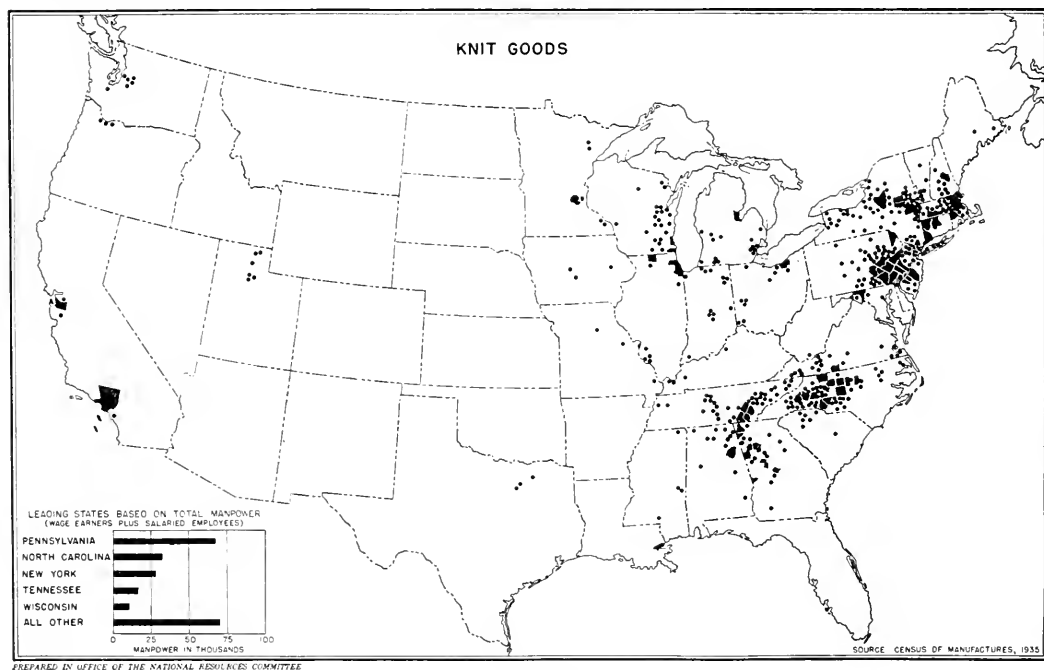 KNIT GOODS
LEADING STATES BASED ON TOTAL MANPOWER
(WAGE EARNERS PLUS SALARIED EMPLOYEES)
PENNSYLVANIA
NORTH CAROLINA
NEW YORK
TENNESSEE
WISCONSIN
ALL OTHER
0 25 50 75 100
MANPOWER IN THOUSANDS
SOURCE CENSUS OF MANUFACTURES, 1935
PREPARED IN OFFICE OF THE NATIONAL RESOURCES COMMITTEE